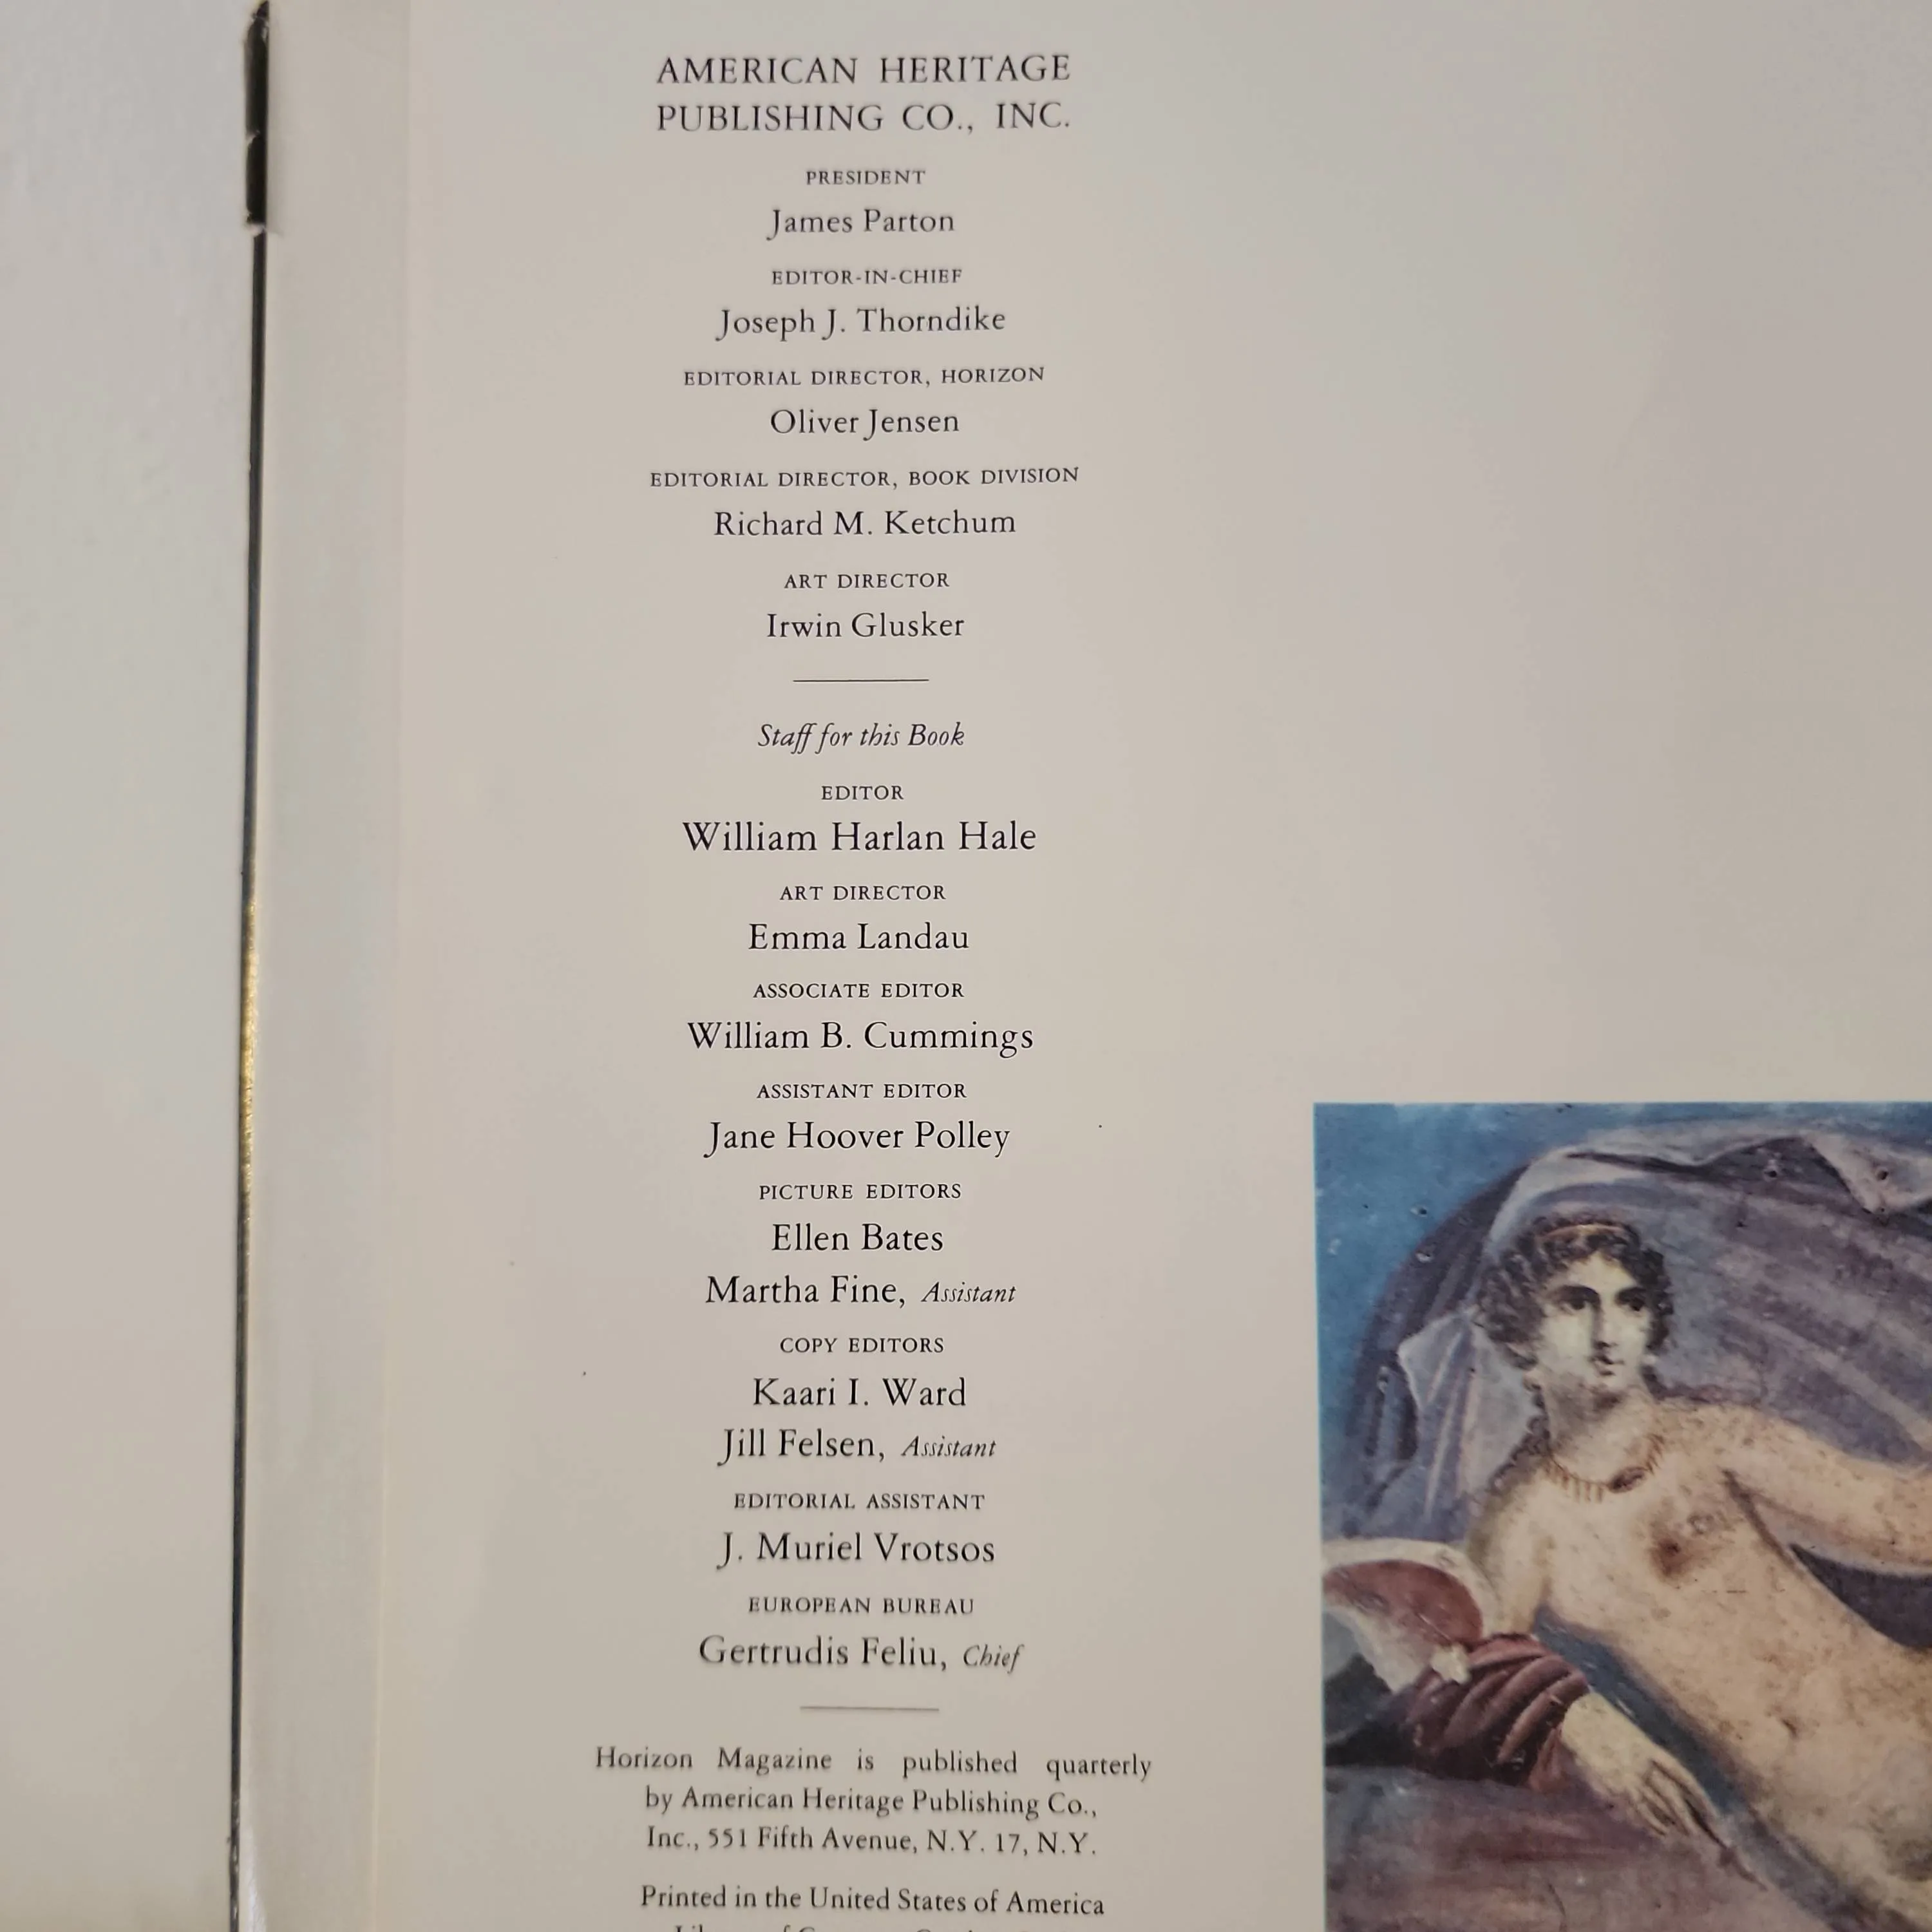 AMERICAN HERITAGE
PUBLISHING CO., INC.
PRESIDENT
James Parton
EDITOR-IN-CHIEF
Joseph J. Thorndike
EDITORIAL DIRECTOR, HORIZON
Oliver Jensen
EDITORIAL DIRECTOR, BOOK DIVISION
Richard M. Ketchum
ART DIRECTOR
Irwin Glusker
Staff for this Book
EDITOR
William Harlan Hale
ART DIRECTOR
Emma Landau
ASSOCIATE EDITOR
William B. Cummings
ASSISTANT EDITOR
Jane Hoover Polley
PICTURE EDITORS
Ellen Bates
Martha Fine, Assistant
COPY EDITORS
Kaari I. Ward
Jill Felsen, Assistant
EDITORIAL ASSISTANT
J. Muriel Vrotsos
EUROPEAN BUREAU
Gertrudis Feliu, Chief
Horizon Magazine is published quarterly
by American Heritage Publishing Co.,
Inc., 551 Fifth Avenue, N.Y. 17, N.Y.
Printed in the United States of America